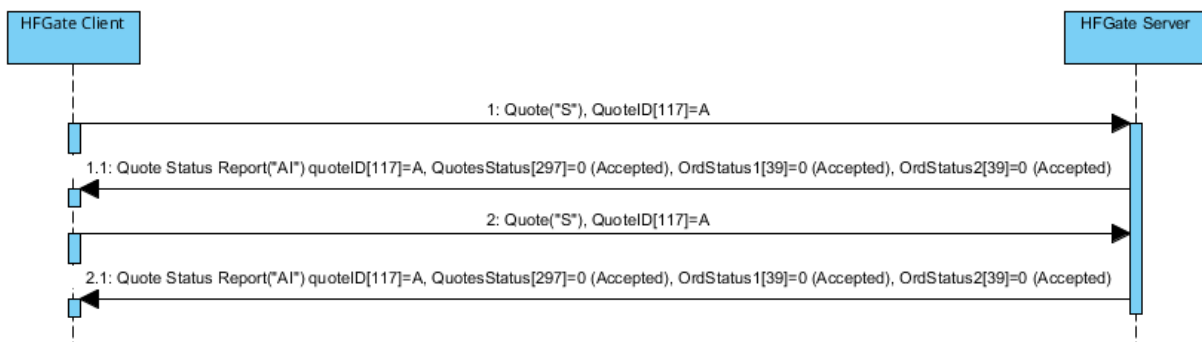 HFGate Client
HFGate Server
1: Quote("S"), QuoteID[117]=A
1.1: Quote Status Report("AI") quoteID[117]=A, QuotesStatus[297]=0 (Accepted), OrdStatus1[39]=0 (Accepted), OrdStatus2[39]=0 (Accepted)
2: Quote("S"), QuoteID[117]=A
2.1: Quote Status Report("AI") quoteID[117]=A, QuotesStatus[297]=0 (Accepted), OrdStatus1[39]=0 (Accepted), OrdStatus2[39]=0 (Accepted)